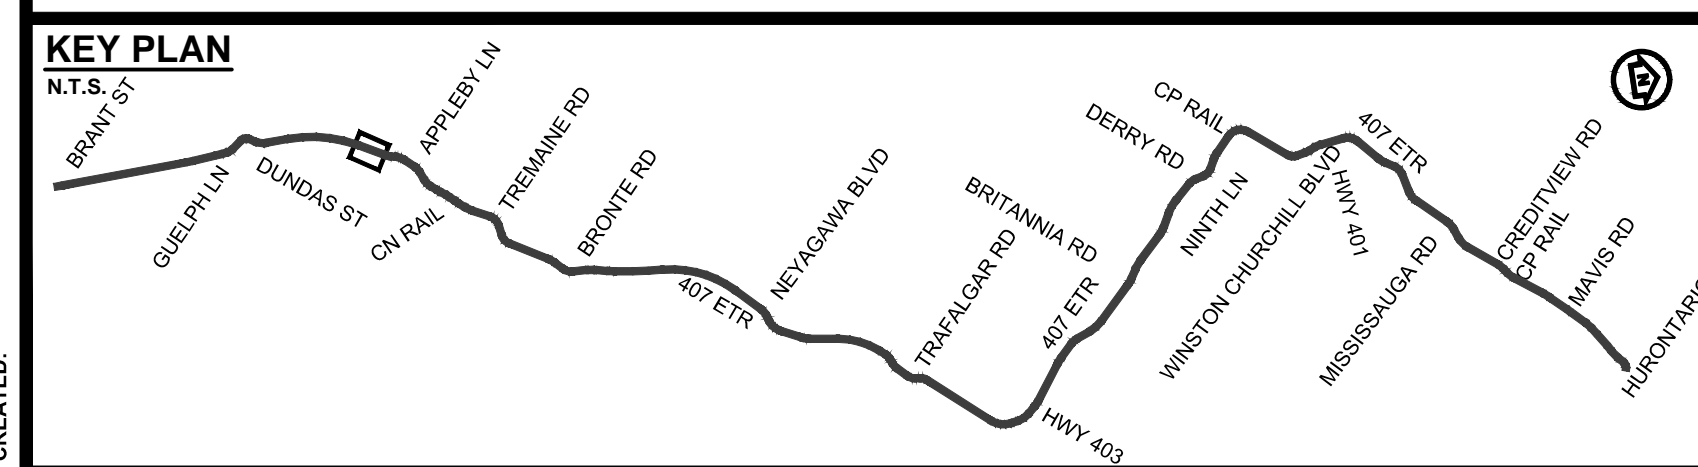 KEY PLAN
N.T.S.
BRANT ST
GUELPH LN
DUNDAS ST
APPLEBY LN
CN RAIL
TREMAINE RD
BRONTE RD
407 ETR
NEYAGAWA BLVD
TRAFALGAR RD
BRITANNIA RD
407 ETR
HWY 403
DERRY RD
CP RAIL
NINTH LN
WINSTON CHURCHILL BLVD
HWY 401
407 ETR
MISSISSAUGA RD
CREDITVIEW RD
CP RAIL
MAVIS RD
N
CREATED: